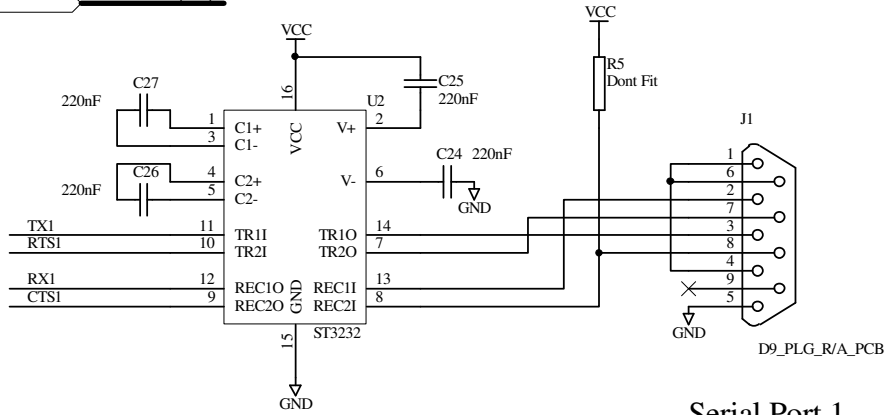 VCC
VCC
R5
Dont Fit
C27
220nF
C25
220nF
16
U2
J1
1
C1+
3
C1-
VCC
V+
2
C26
220nF
4
C2+
5
C2-
V-
6
C24 220nF
GND
TX1
11
TR1I
TR1O
14
RTS1
10
TR2I
TR2O
7
RX1
12
REC1O
REC1I
13
CTS1
9
REC2O
REC2I
8
GND
15
ST3232
GND
1
6
2
7
3
8
4
9
5
GND
D9_PLG_R/A_PCB
Serial Port 1